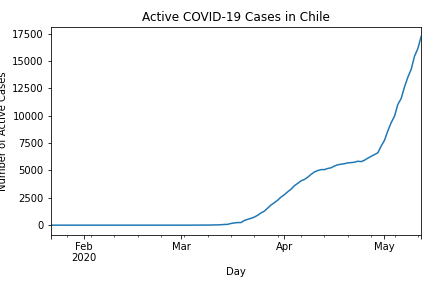 Active COVID-19 Cases in Chile
Number of Active Cases
17500
15000
12500
10000
7500
5000
2500
0
Feb
2020
Mar
Apr
May
Day